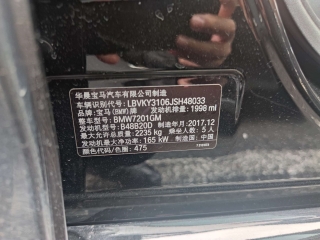 华晨宝马汽车有限公司制造
车辆识别代号: LBVKY3106JSH48033
品牌: 宝马(BMW)牌 发动机排量: 1998 ml
整车型号: BMW7201GM
发动机型号: B48B20D 制造年月: 2017.12
最大允许总质量: 2235 kg 乘坐人数: 5 人
发动机最大净功率: 165 kW 制造国: 中国
颜色代码/色号: 475